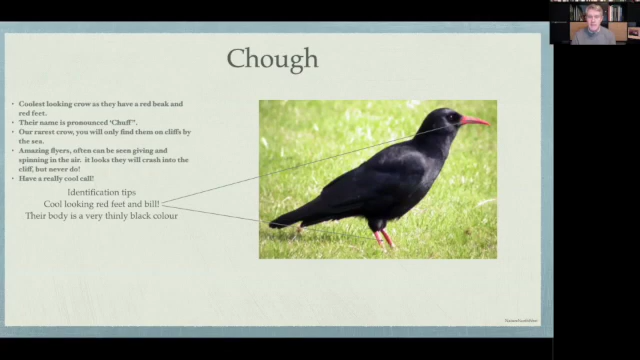 Chough
• Coolest looking crow as they have a red beak and
red feet.
• Their name is pronounced ‘Chuff’’.
• Our rarest crow, you will only find them on cliffs by
the sea.
• Amazing flyers, often can be seen giving and
spinning in the air.  it looks they will crash into the
cliff, but never do!
• Have a really cool call!
Identification tips
Cool looking red feet and bill!
Their body is a very thinly black colour